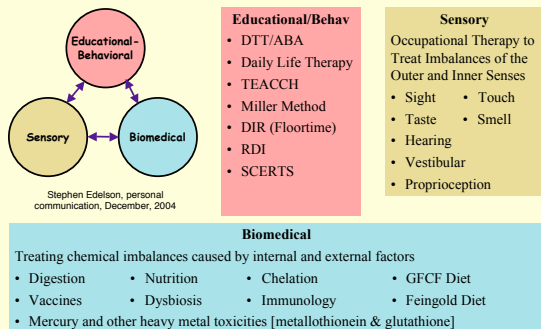 Educational-
Behavioral
Sensory
Biomedical
Stephen Edelson, personal
communication, December, 2004
Educational/Behav
• DTT/ABA
• Daily Life Therapy
• TEACCH
• Miller Method
• DIR (Floortime)
• RDI
• SCERTS
Sensory
Occupational Therapy to
Treat Imbalances of the
Outer and Inner Senses
• Sight • Touch
• Taste • Smell
• Hearing
• Vestibular
• Proprioception
Biomedical
Treating chemical imbalances caused by internal and external factors
• Digestion • Nutrition • Chelation • GFCF Diet
• Vaccines • Dysbiosis • Immunology • Feingold Diet
• Mercury and other heavy metal toxicities [metallothionein & glutathione]